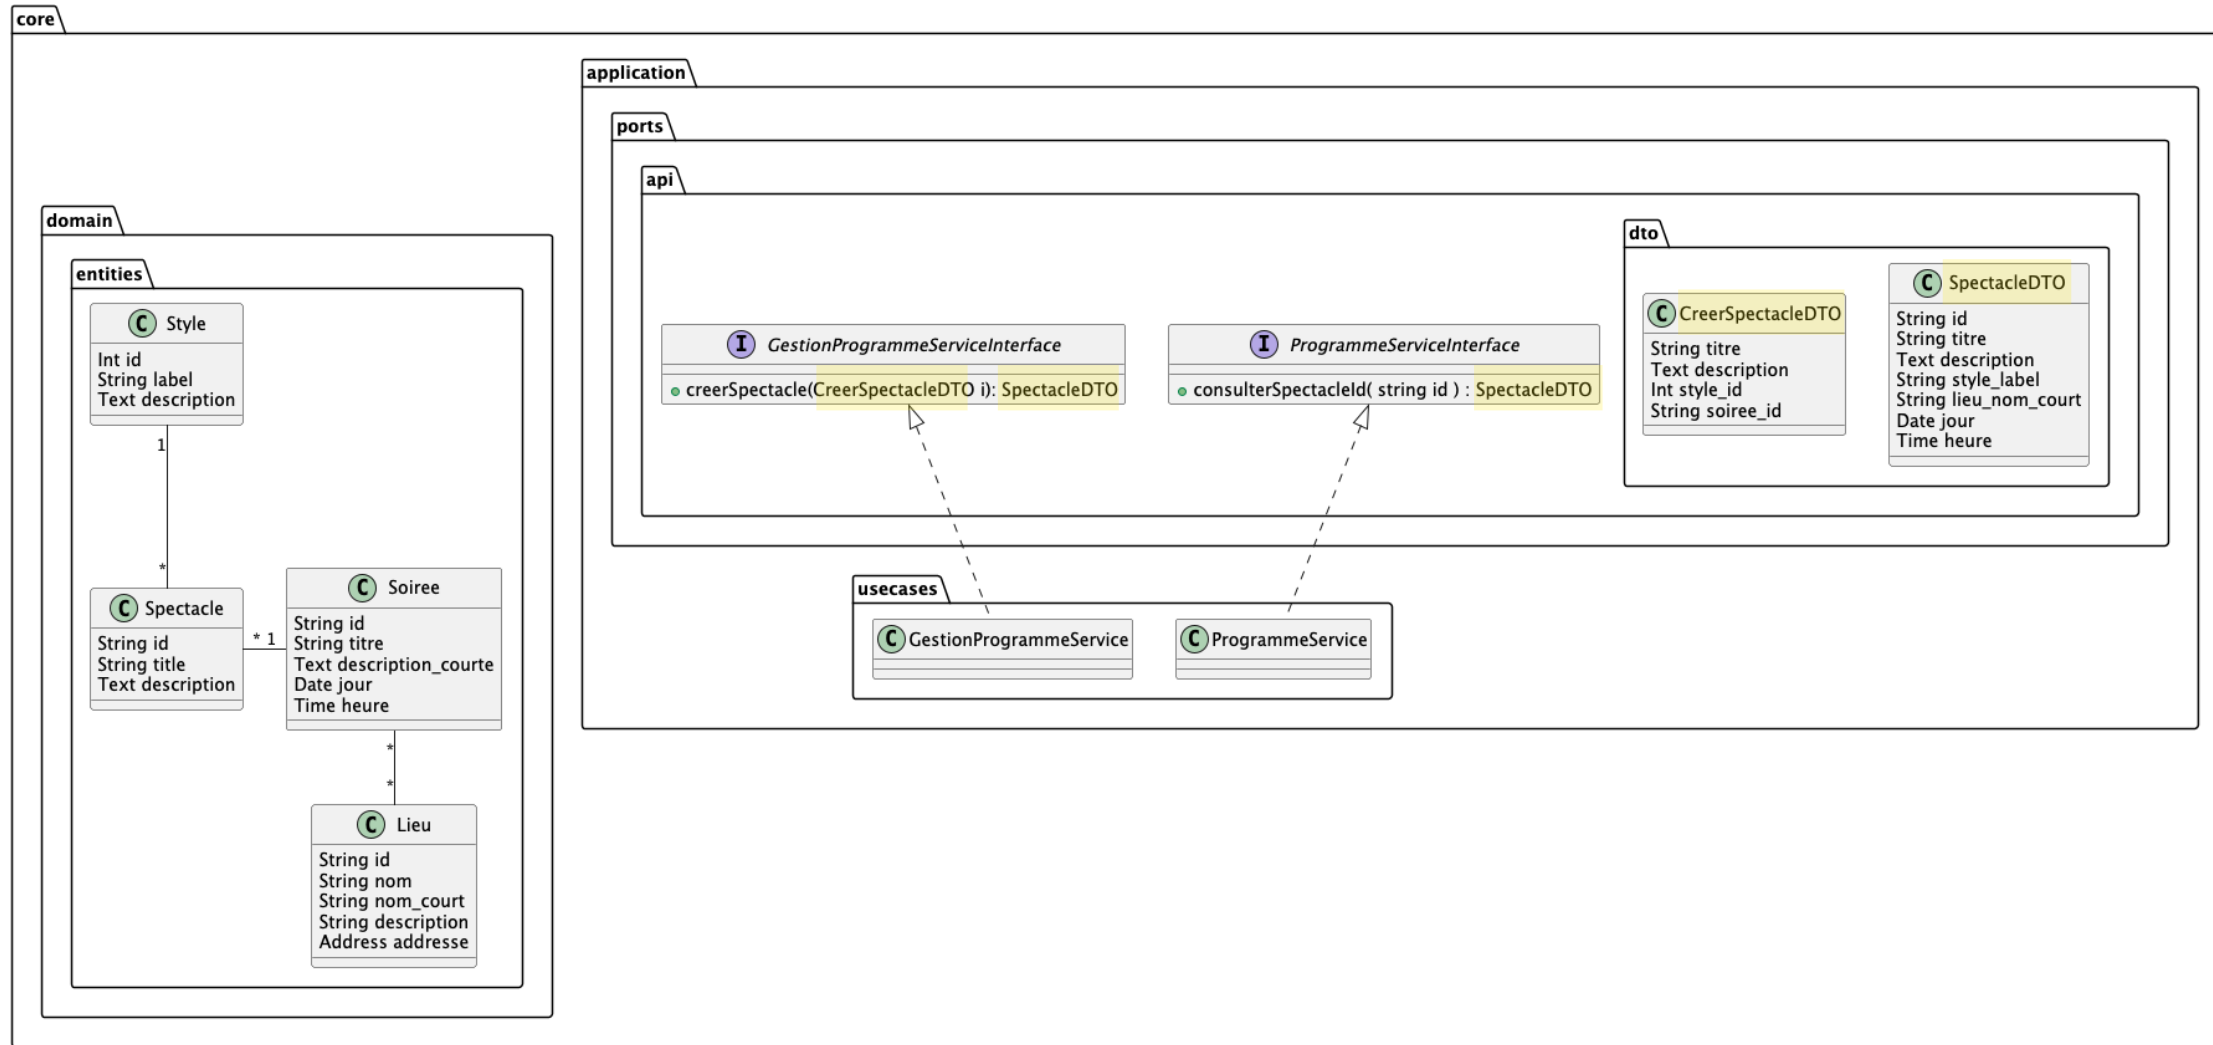 core
application
ports
api
domain
entities
Style
Int id
String label
Text description
1
*
Spectacle
String id
String title
Text description
* 1
Soiree
String id
String titre
Text description_courte
Date jour
Time heure
*
*
Lieu
String id
String nom
String nom_court
String description
Address addresse
GestionProgrammeServiceInterface
creerSpectacle(CreerSpectacleDTO i): SpectacleDTO
ProgrammeServiceInterface
consulterSpectacleId( string id ) : SpectacleDTO
dto
CreerSpectacleDTO
String titre
Text description
Int style_id
String soiree_id
SpectacleDTO
String id
String titre
Text description
String style_label
String lieu_nom_court
Date jour
Time heure
usecases
GestionProgrammeService
ProgrammeService
C
C
C
C
I
I
C
C
C
C